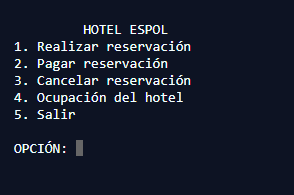 HOTEL ESPOL
1. Realizar reservación
2. Pagar reservación
3. Cancelar reservación
4. Ocupación del hotel
5. Salir
OPCIÓN: